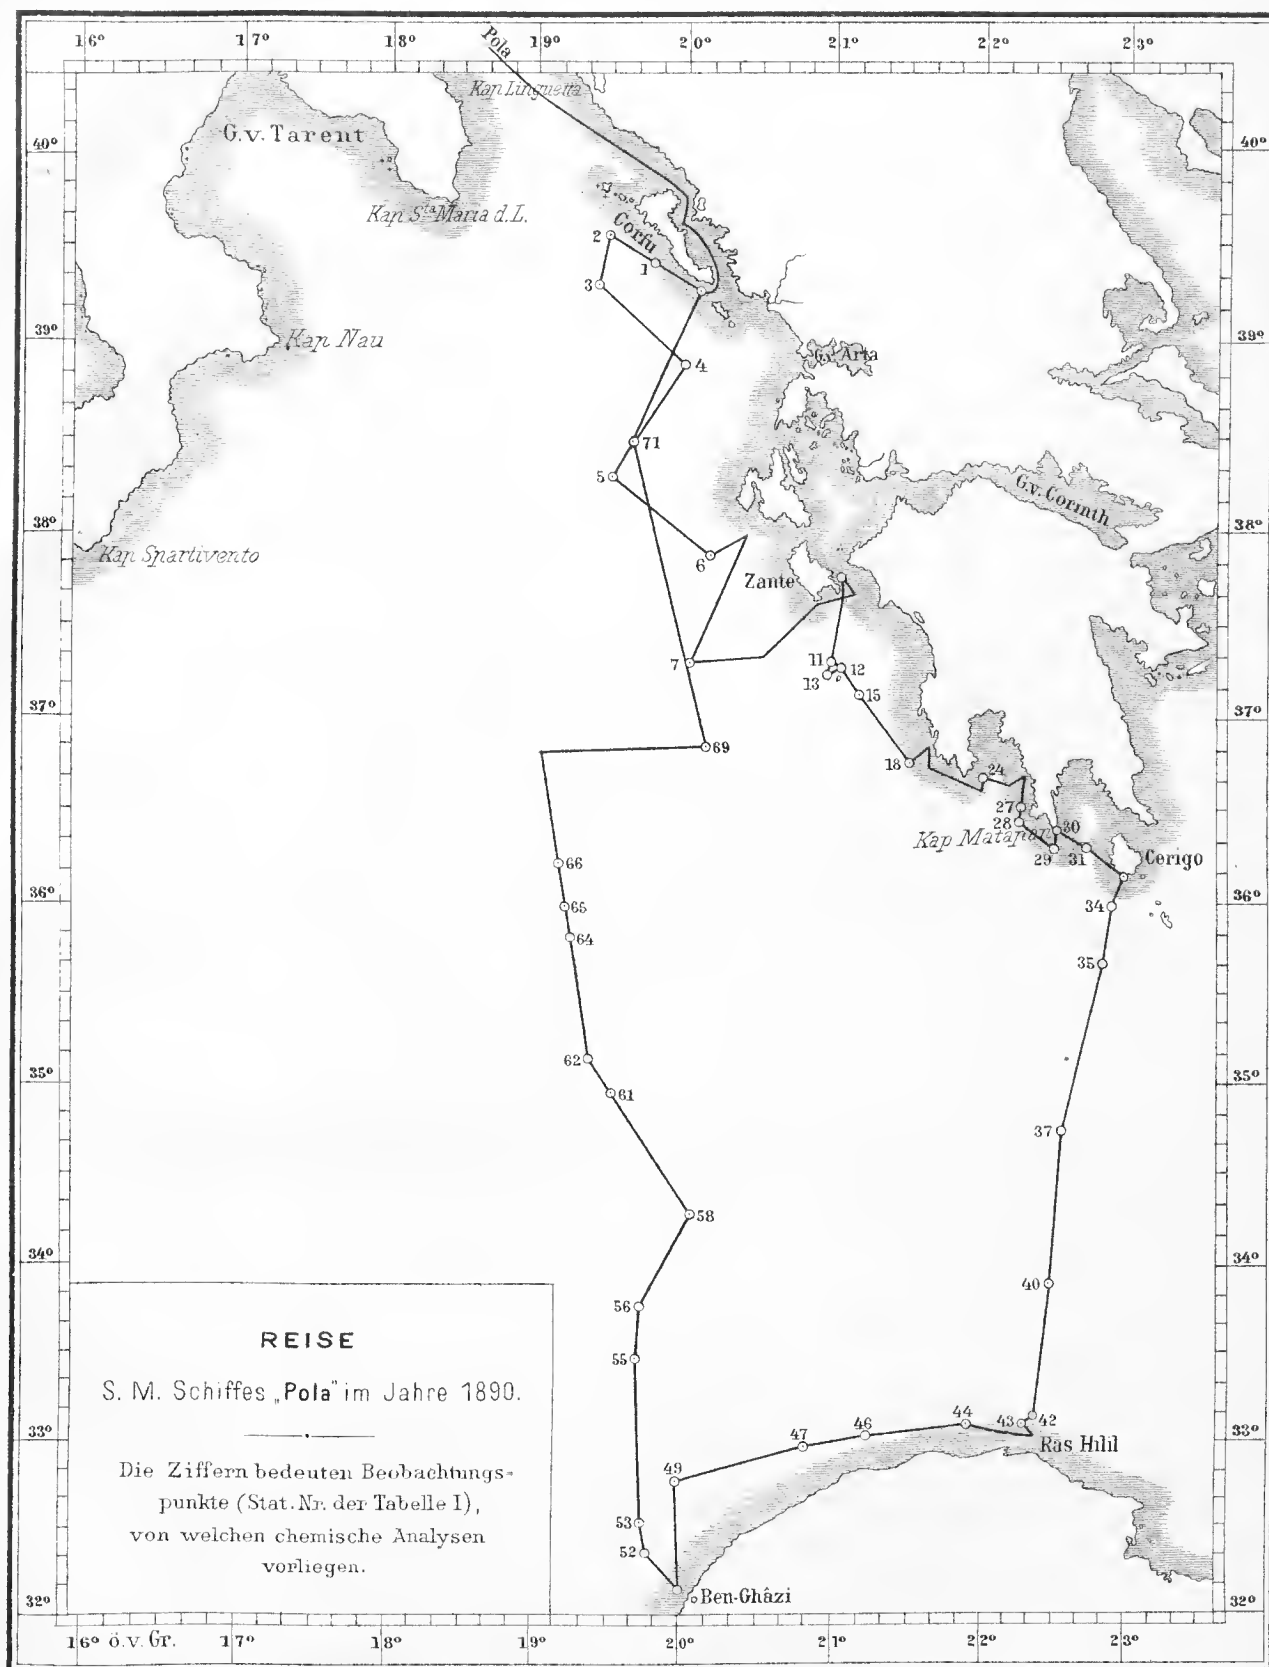 16° 17° 18° 19° 20° 21° 22° 23°
Pola
Kap Linguetta
G.v. Tarent
40° 40°
Kap Sta Maria d.L.
Corfu
2
1
3
39° 39°
Kap Nau
G.v. Arta
4
71
5
G.v. Corinth
38° 38°
Kap Spartivento
6
Zante
7
11
12
13
15
37° 37°
69
18
24
27
28
30
Kap Matapan
29
31
Cerigo
66
36° 36°
65
34
64
35
62
35° 35°
61
37
58
34° 34°
40
56
55
REISE
S. M. Schiffes „Pola" im Jahre 1890.
Die Ziffern bedeuten Beobachtungs-
punkte (Stat. Nr. der Tabelle I),
von welchen chemische Analysen
vorliegen.
44
43
42
33° 33°
47
46
Ras Hilil
49
53
52
Ben-Ghâzi
32° 32°
16° ö.v. Gr. 17° 18° 19° 20° 21° 22° 23°